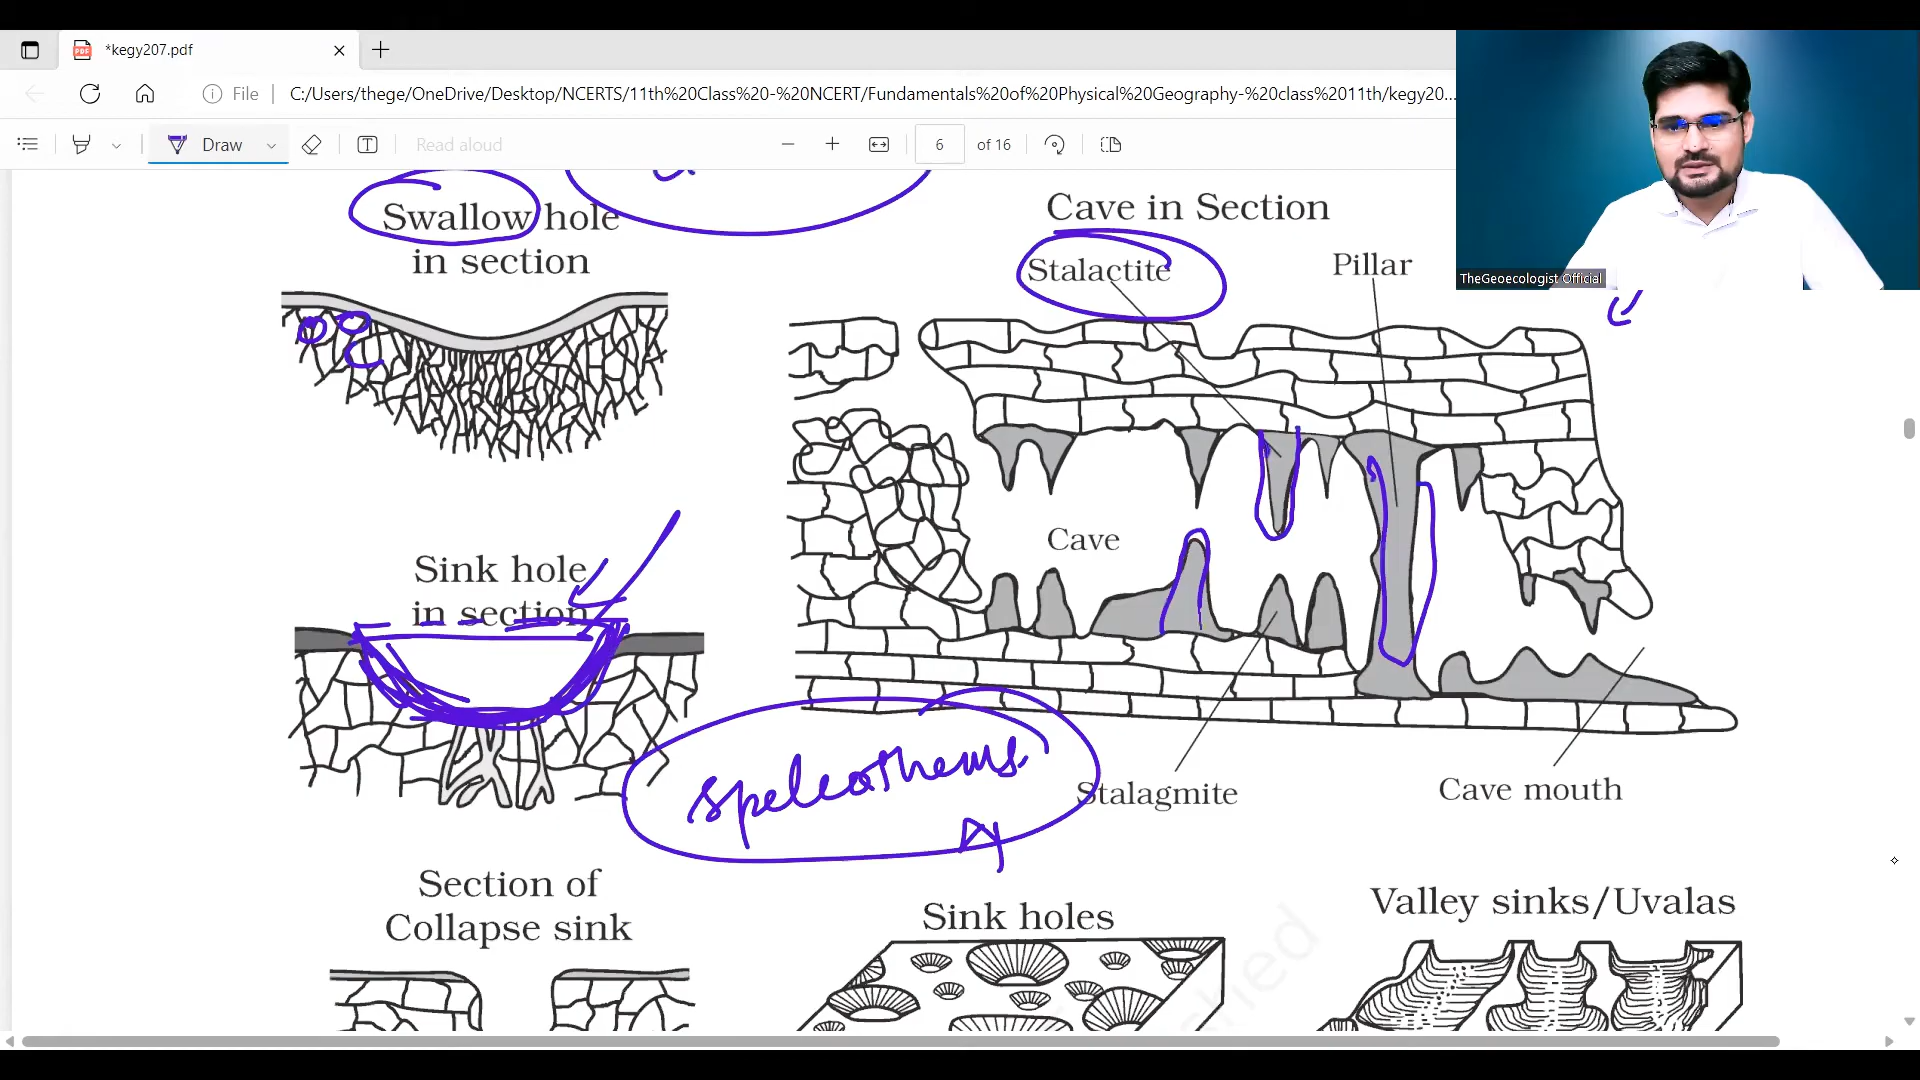 *kegy207.pdf
File
C:/Users/thege/OneDrive/Desktop/NCERTS/11th%20Class%20-%20NCERT/Fundamentals%20of%20Physical%20Geography-%20class%2011th/kegy20...
Draw
Read aloud
6
of 16
TheGeoecologist Official
Swallow hole
in section
Cave in Section
Stalactite
Pillar
Cave
Sink hole
in section
speleothems.
Stalagmite
Cave mouth
Section of
Collapse sink
Sink holes
Valley sinks/Uvalas